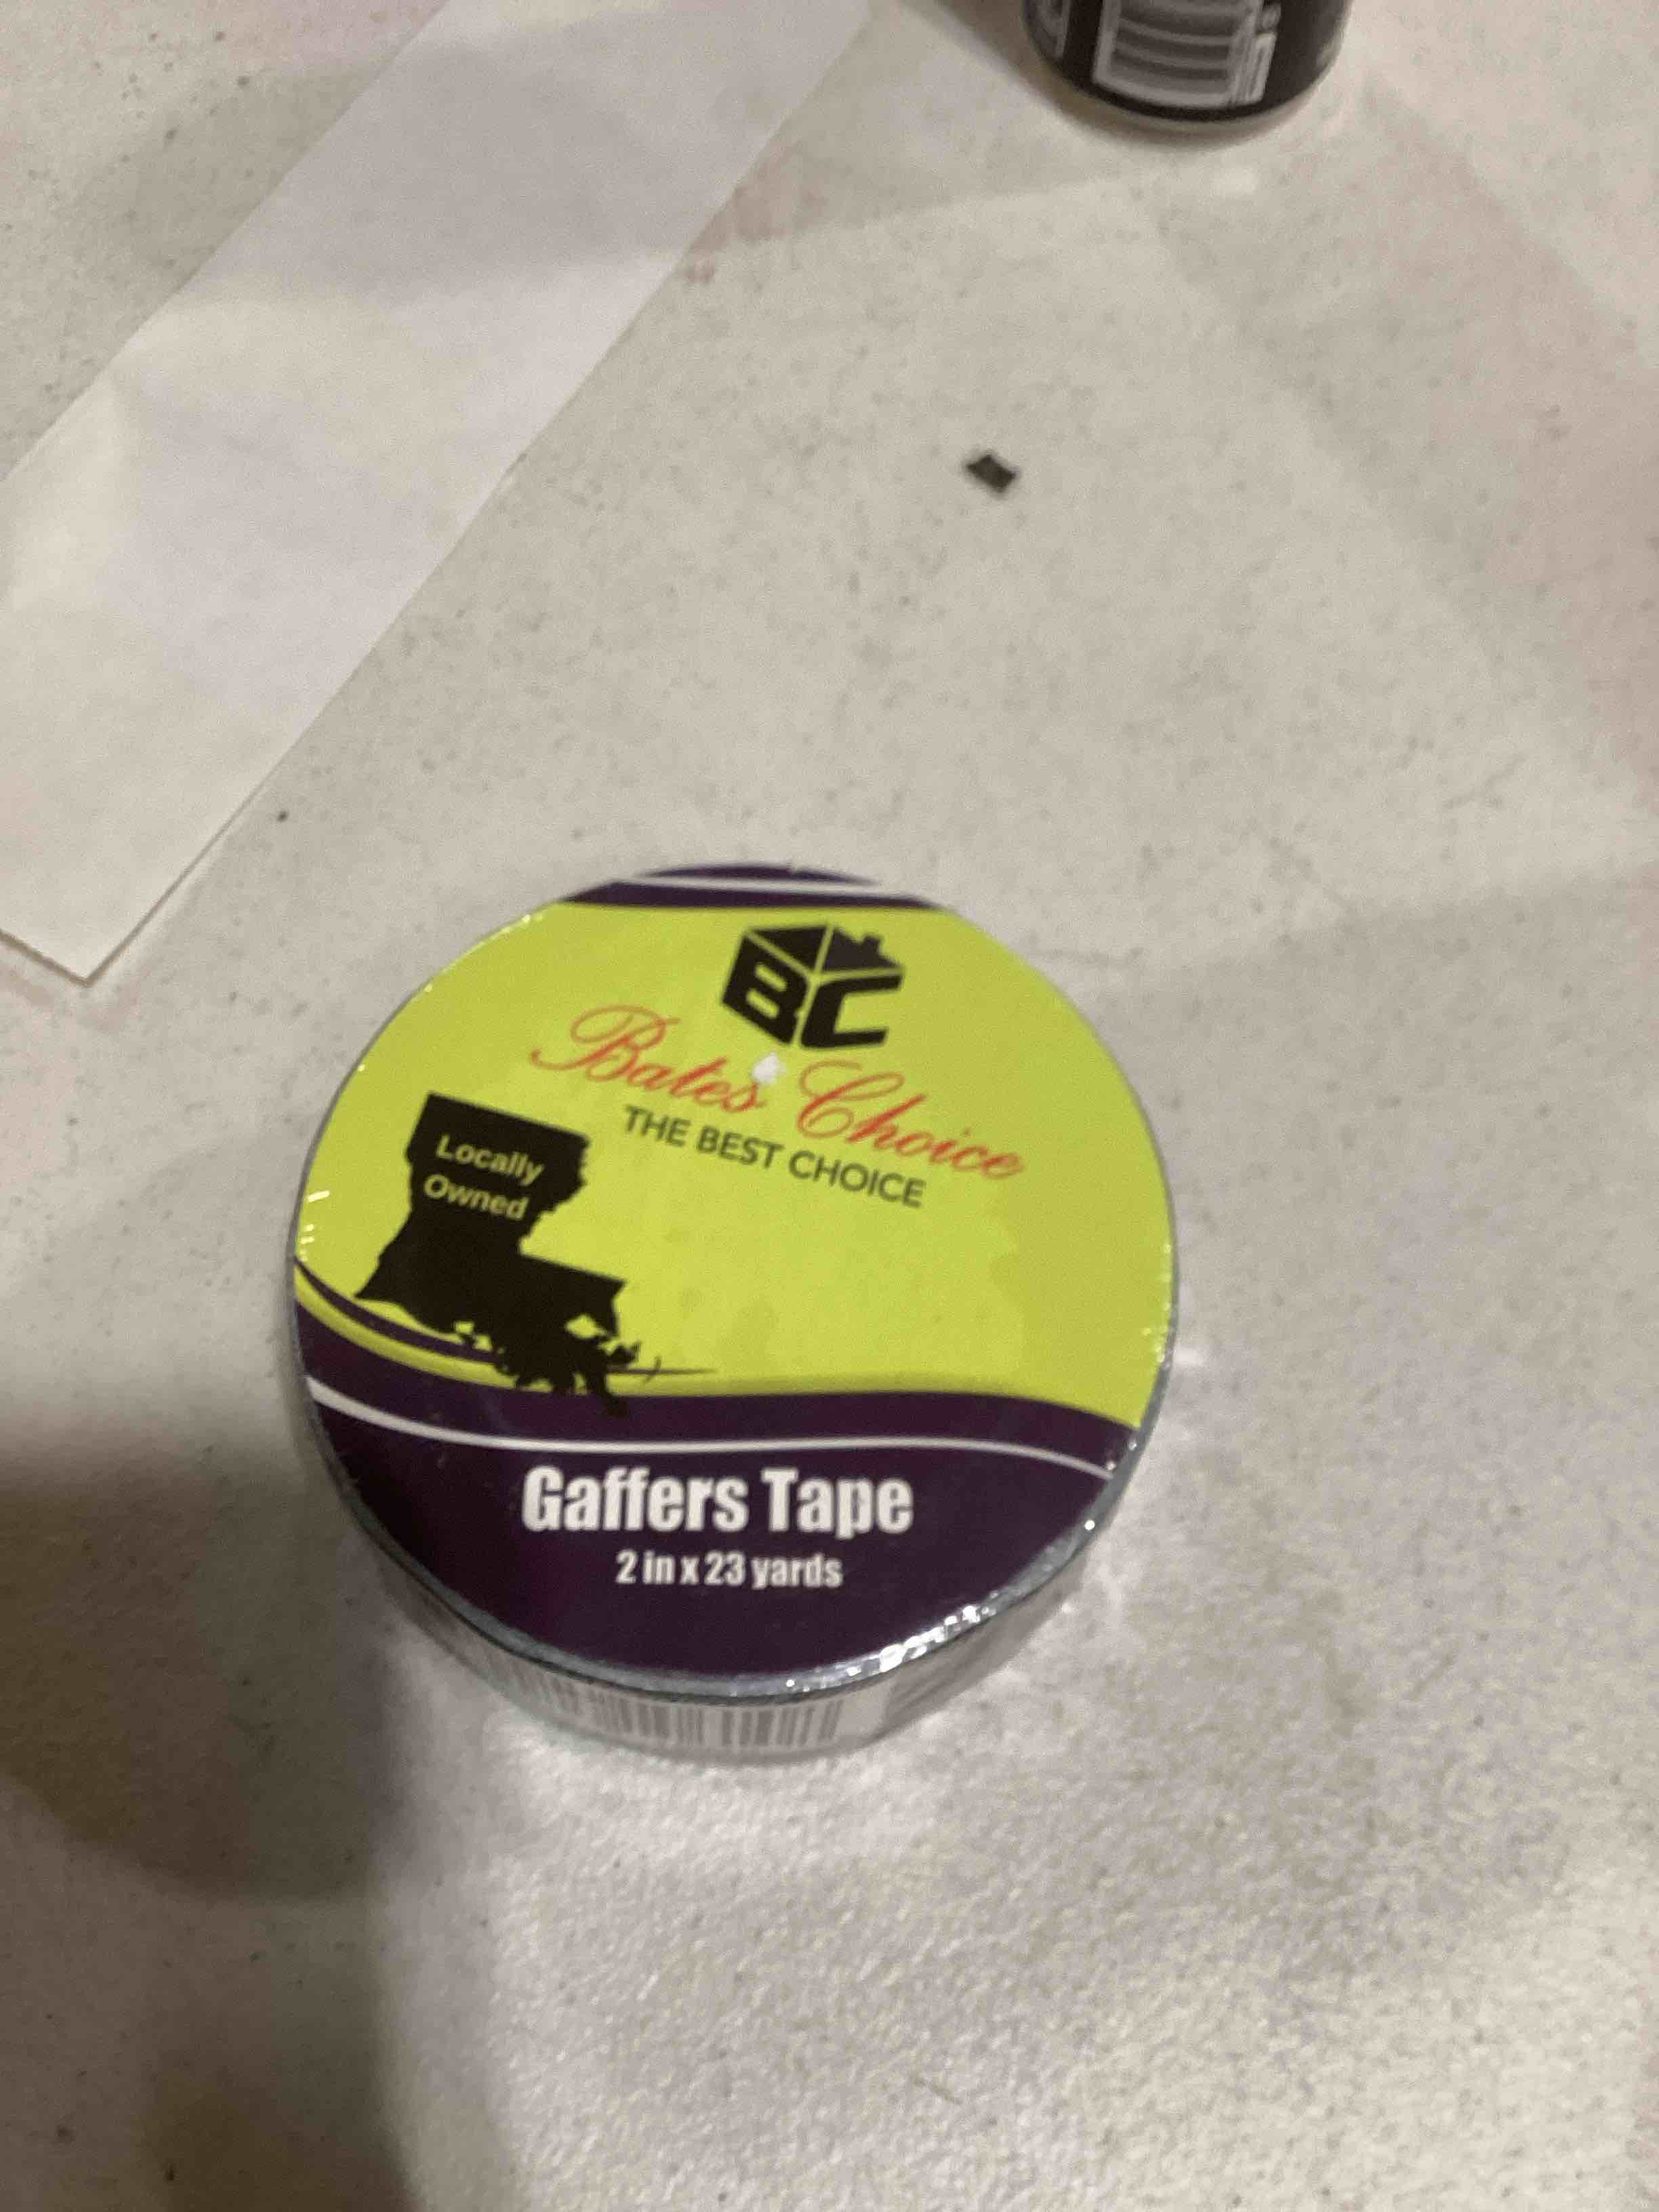 BC
Bates Choice
THE BEST CHOICE
Locally
Owned
Gaffers Tape
2 in x 23 yards